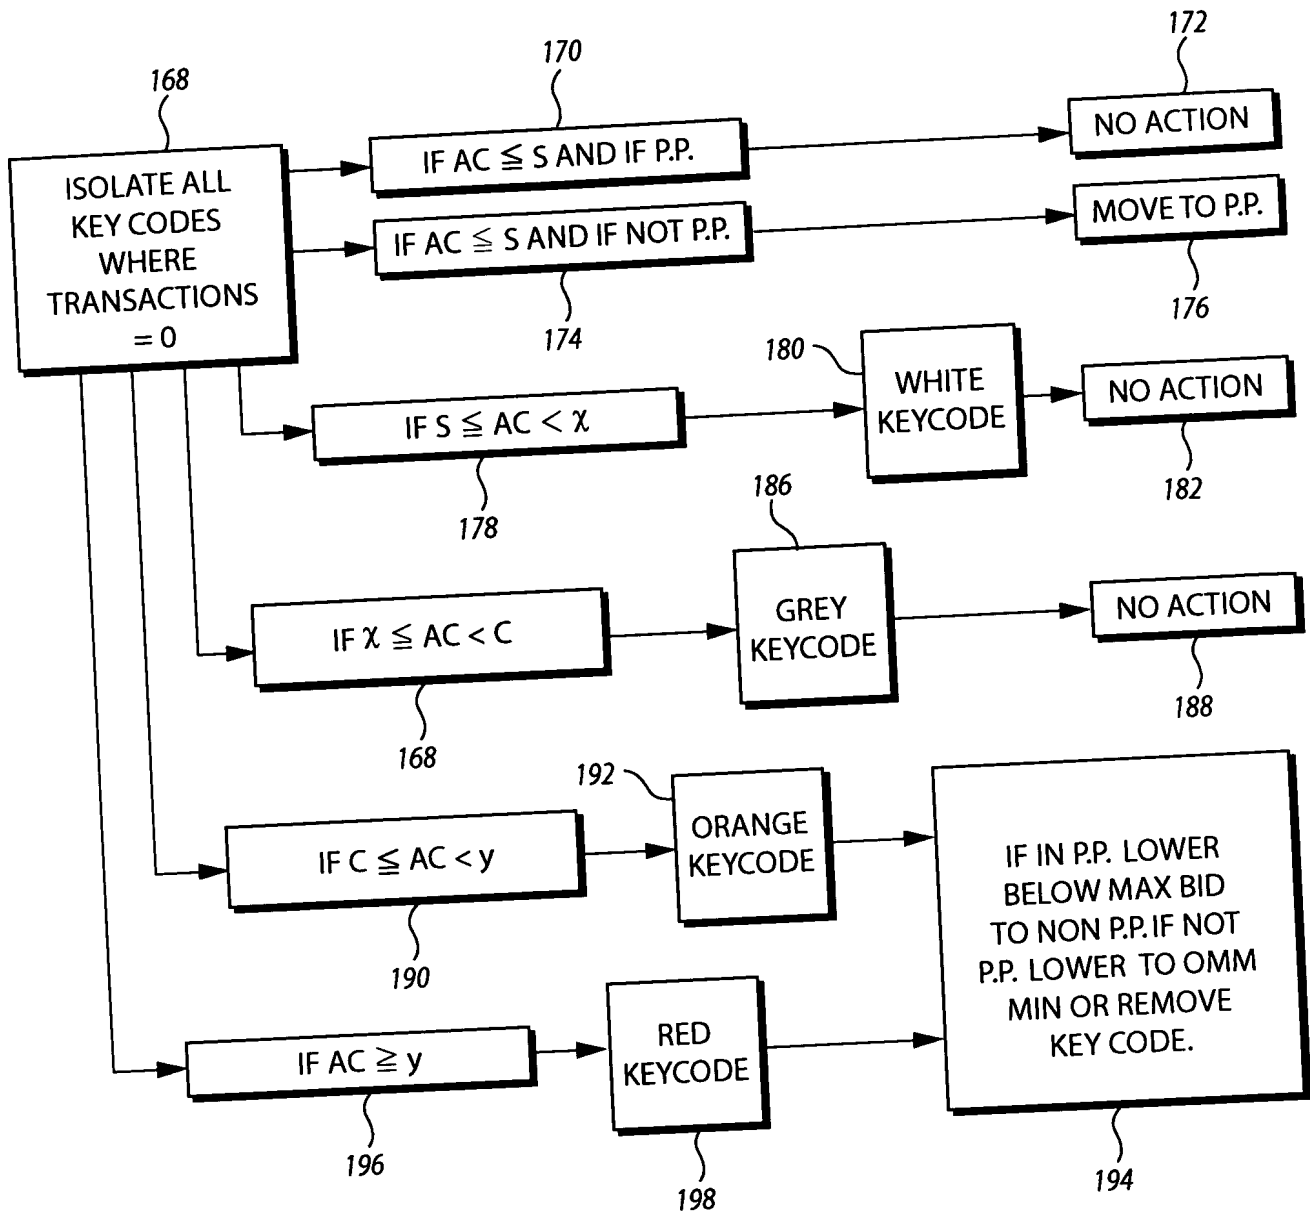 170
172
168
IF AC ≦ S AND IF P.P.
NO ACTION
ISOLATE ALL
KEY CODES
WHERE
TRANSACTIONS
= 0
IF AC ≦ S AND IF NOT P.P.
MOVE TO P.P.
174
176
180
WHITE
KEYCODE
NO ACTION
IF S ≦ AC < χ
178
182
186
GREY
KEYCODE
NO ACTION
IF χ ≦ AC < C
168
188
192
ORANGE
KEYCODE
IF C ≦ AC < y
190
IF IN P.P. LOWER
BELOW MAX BID
TO NON P.P. IF NOT
P.P. LOWER TO OMM
MIN OR REMOVE
KEY CODE.
RED
KEYCODE
IF AC ≧ y
196
198
194